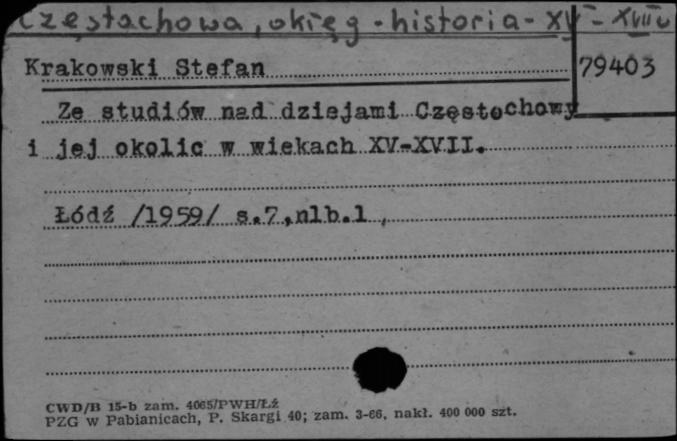 Częstochowa, okręg - historia - XV - XVIII w
Krakowski Stefan 79403
Ze studiów nad dziejami Częstochowy
i jej okolic w wiekach XV-XVII.
Łódź /1959/ s.7,nlb.1
CWD/B 15-b zam. 4065/PWH/Łź
PZG w Pabianicach, P. Skargi 40; zam. 3-66, nakł. 400 000 szt.